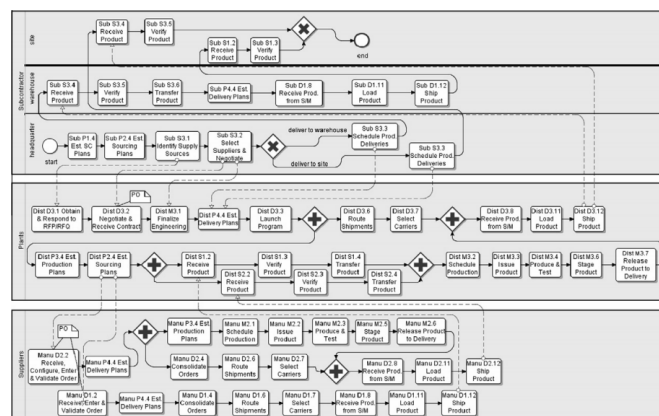 site
Sub S3.4
Receive
Product
Sub S3.5
Verify
Product
Sub S1.2
Receive
Product
Sub S1.3
Verify
Product
end
Subcontractor
warehouse
Sub S3.4
Receive
Product
Sub S3.5
Verify
Product
Sub S3.6
Transfer
Product
Sub P4.4 Est.
Delivery Plans
Sub D1.8
Receive Prod.
from S/M
Sub D1.11
Load
Product
Sub D1.12
Ship
Product
headquarter
start
Sub P1.4
Est. SC
Plans
Sub P2.4 Est.
Sourcing
Plans
Sub S3.1
Identify Supply
Sources
Sub S3.2
Select
Suppliers &
Negotiate
deliver to warehouse
deliver to site
Sub S3.3
Schedule Prod.
Deliveries
Sub S3.3
Schedule Prod.
Deliveries
Plants
PO
Dist D3.1 Obtain
& Respond to
RFP/RFQ
Dist D3.2
Negotiate &
Receive Contract
Dist M3.1
Finalize
Engineering
Dist P4.4 Est.
Delivery Plans
Dist D3.3
Launch
Program
Dist D3.6
Route
Shipments
Dist D3.7
Select
Carriers
Dist D3.8
Receive Prod.
from S/M
Dist D3.11
Load
Product
Dist D3.12
Ship
Product
Dist P3.4 Est.
Production
Plans
Dist P2.4 Est.
Sourcing
Plans
Dist S1.2
Receive
Product
Dist S1.3
Verify
Product
Dist S1.4
Transfer
Product
Dist S2.2
Receive
Product
Dist S2.3
Verify
Product
Dist S2.4
Transfer
Product
Dist M3.2
Schedule
Production
Dist M3.3
Issue
Product
Dist M3.4
Produce &
Test
Dist M3.6
Stage
Product
Dist M3.7
Release
Product to
Delivery
Suppliers
PO
Manu D2.2
Receive,
Configure, Enter
& Validate Order
Manu P4.4 Est.
Delivery Plans
Manu P3.4 Est.
Production
Plans
Manu M2.1
Schedule
Production
Manu M2.2
Issue
Product
Manu M2.3
Produce &
Test
Manu M2.5
Stage
Product
Manu M2.6
Release Product
to Delivery
Manu D2.4
Consolidate
Orders
Manu D2.6
Route
Shipments
Manu D2.7
Select
Carriers
Manu D2.8
Receive Prod.
from S/M
Manu D2.11
Load
Product
Manu D2.12
Ship
Product
Manu D1.2
Receive, Enter &
Validate Order
Manu P4.4 Est.
Delivery Plans
Manu D1.4
Consolidate
Orders
Manu D1.6
Route
Shipments
Manu D1.7
Select
Carriers
Manu D1.8
Receive Prod.
from S/M
Manu D1.11
Load
Product
Manu D1.12
Ship
Product